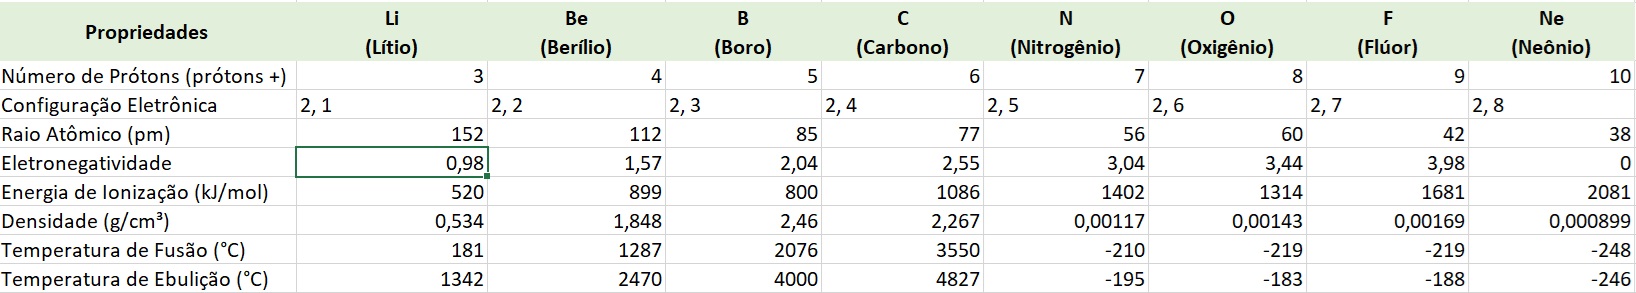 Propriedades Li (Lítio) Be (Berílio) B (Boro) C (Carbono) N (Nitrogênio) O (Oxigênio) F (Flúor) Ne (Neônio)
Número de Prótons (prótons +) 3 4 5 6 7 8 9 10
Configuração Eletrônica 2, 1 2, 2 2, 3 2, 4 2, 5 2, 6 2, 7 2, 8
Raio Atômico (pm) 152 112 85 77 56 60 42 38
Eletronegatividade 0,98 1,57 2,04 2,55 3,04 3,44 3,98 0
Energia de Ionização (kJ/mol) 520 899 800 1086 1402 1314 1681 2081
Densidade (g/cm³) 0,534 1,848 2,46 2,267 0,00117 0,00143 0,00169 0,000899
Temperatura de Fusão (°C) 181 1287 2076 3550 -210 -219 -219 -248
Temperatura de Ebulição (°C) 1342 2470 4000 4827 -195 -183 -188 -246